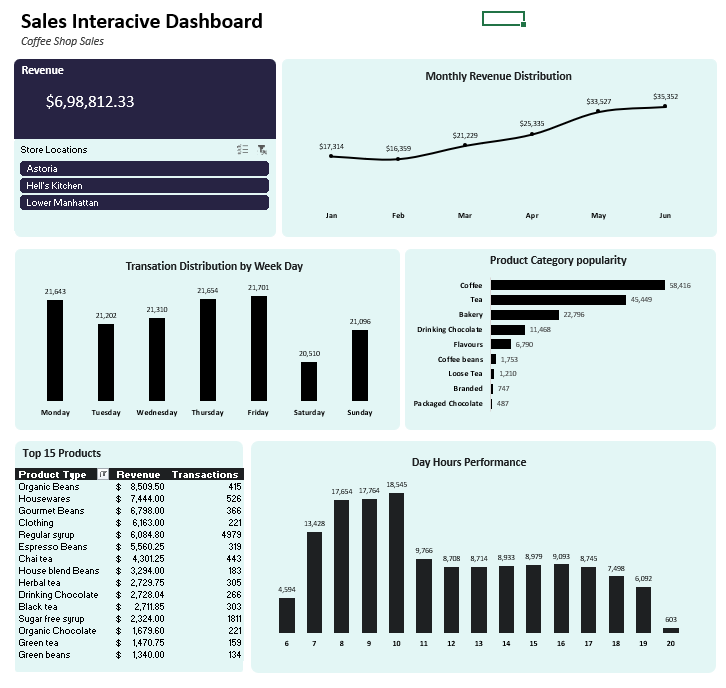 Sales Interacive Dashboard
Coffee Shop Sales
Revenue
$6,98,812.33
Store Locations
Astoria
Hell's Kitchen
Lower Manhattan
Monthly Revenue Distribution
$17,314
$16,359
$21,229
$25,335
$33,527
$35,352
Jan Feb Mar Apr May Jun
Transation Distribution by Week Day
21,643
21,202
21,310
21,654
21,701
20,510
21,096
Monday Tuesday Wednesday Thursday Friday Saturday Sunday
Product Category popularity
Coffee 58,416
Tea 45,449
Bakery 22,796
Drinking Chocolate 11,468
Flavours 6,790
Coffee beans 1,753
Loose Tea 1,210
Branded 747
Packaged Chocolate 487
Top 15 Products
Product Type Revenue Transactions
Organic Beans $ 8,509.50 415
Housewares $ 7,444.00 526
Gourmet Beans $ 6,798.00 366
Clothing $ 6,163.00 221
Regular syrup $ 6,084.80 4979
Espresso Beans $ 5,560.25 319
Chai tea $ 4,301.25 443
House blend Beans $ 3,294.00 183
Herbal tea $ 2,729.75 305
Drinking Chocolate $ 2,728.04 266
Black tea $ 2,711.85 303
Sugar free syrup $ 2,324.00 1811
Organic Chocolate $ 1,679.60 221
Green tea $ 1,470.75 159
Green beans $ 1,340.00 134
Day Hours Performance
4,594
13,428
17,654
17,764
18,545
9,766
8,708
8,714
8,933
8,979
9,093
8,745
7,498
6,092
603
6 7 8 9 10 11 12 13 14 15 16 17 18 19 20